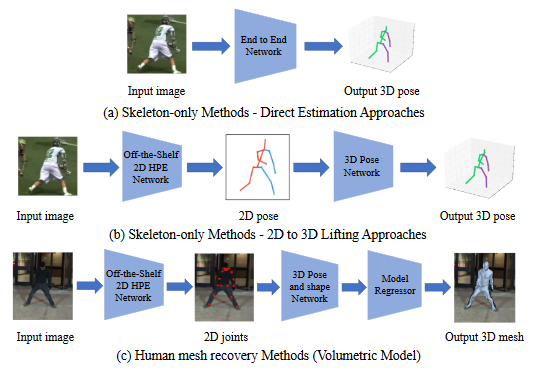 End to End
Network
Input image
Output 3D pose
(a) Skeleton-only Methods - Direct Estimation Approaches
Off-the-Shelf
2D HPE
Network
3D Pose
Network
Input image
2D pose
Output 3D pose
(b) Skeleton-only Methods - 2D to 3D Lifting Approaches
Off-the-Shelf
2D HPE
Network
3D Pose
and shape
Network
Model
Regressor
Input image
2D joints
Output 3D mesh
(c) Human mesh recovery Methods (Volumetric Model)